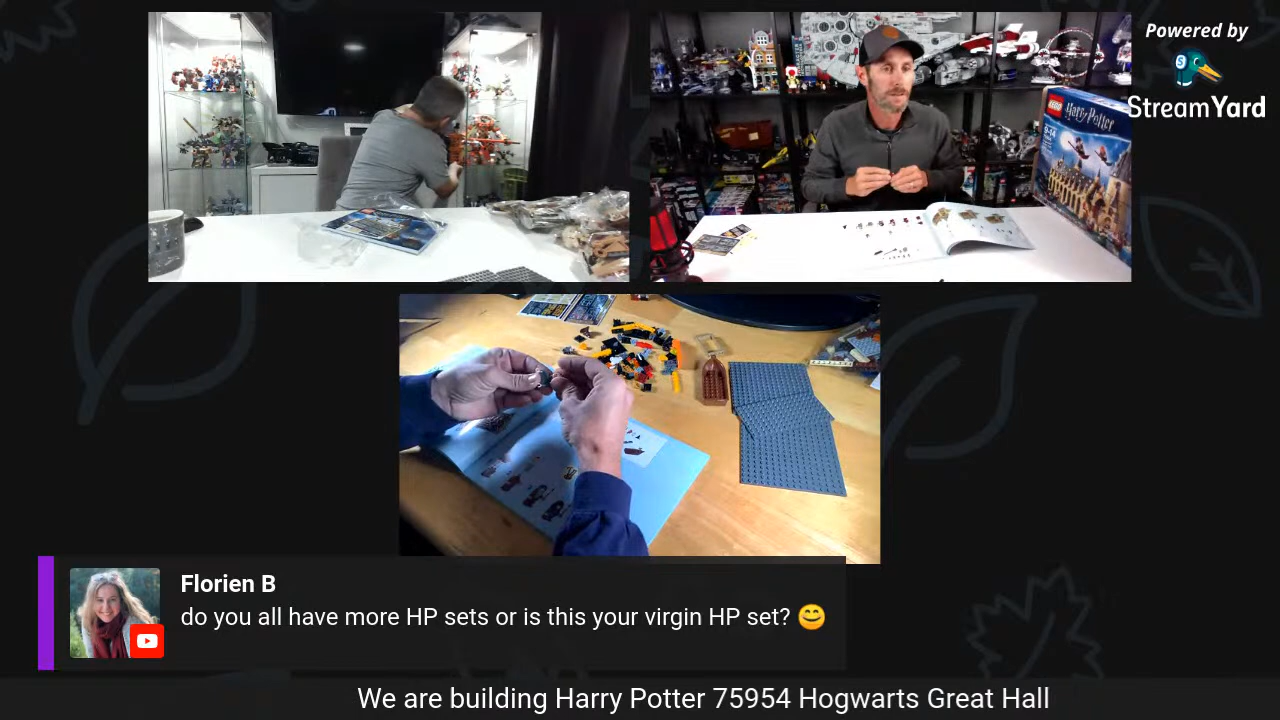 Powered by
StreamYard
LEGO Harry Potter
9-14
Florien B
do you all have more HP sets or is this your virgin HP set? 😊
We are building Harry Potter 75954 Hogwarts Great Hall